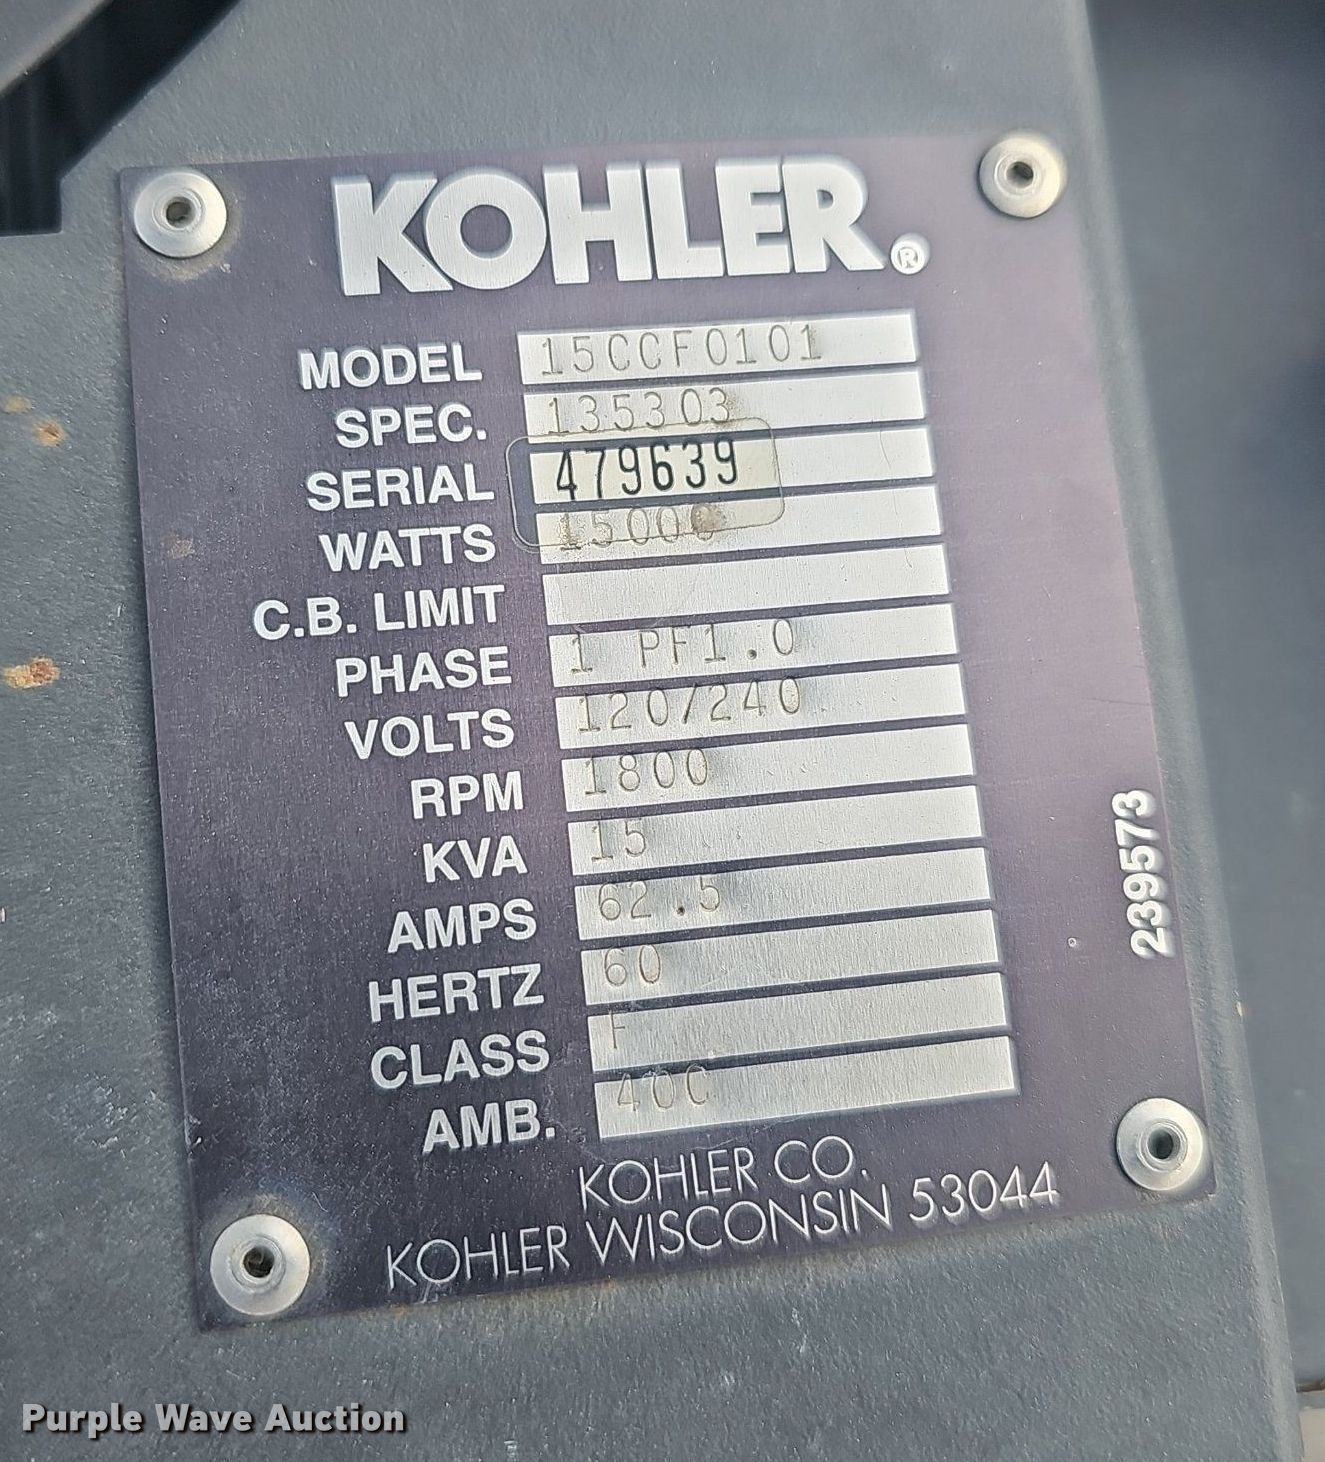 KOHLER.®
MODEL 15CCF0101
SPEC. 135303
SERIAL 479639
WATTS 15000
C.B. LIMIT
PHASE 1 PF1.0
VOLTS 120/240
RPM 1800
KVA 15
AMPS 62.5
HERTZ 60
CLASS F
AMB. 40C
239573
KOHLER CO.
KOHLER WISCONSIN 53044
Purple Wave Auction